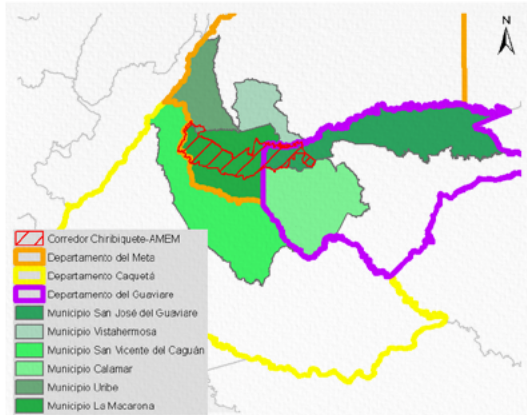 N
Corredor Chiribiquete-AMEM
Departamento del Meta
Departamento Caquetá
Departamento del Guaviare
Municipio San José del Guaviare
Municipio Vistahermosa
Municipio San Vicente del Caguán
Municipio Calamar
Municipio Uribe
Municipio La Macarona